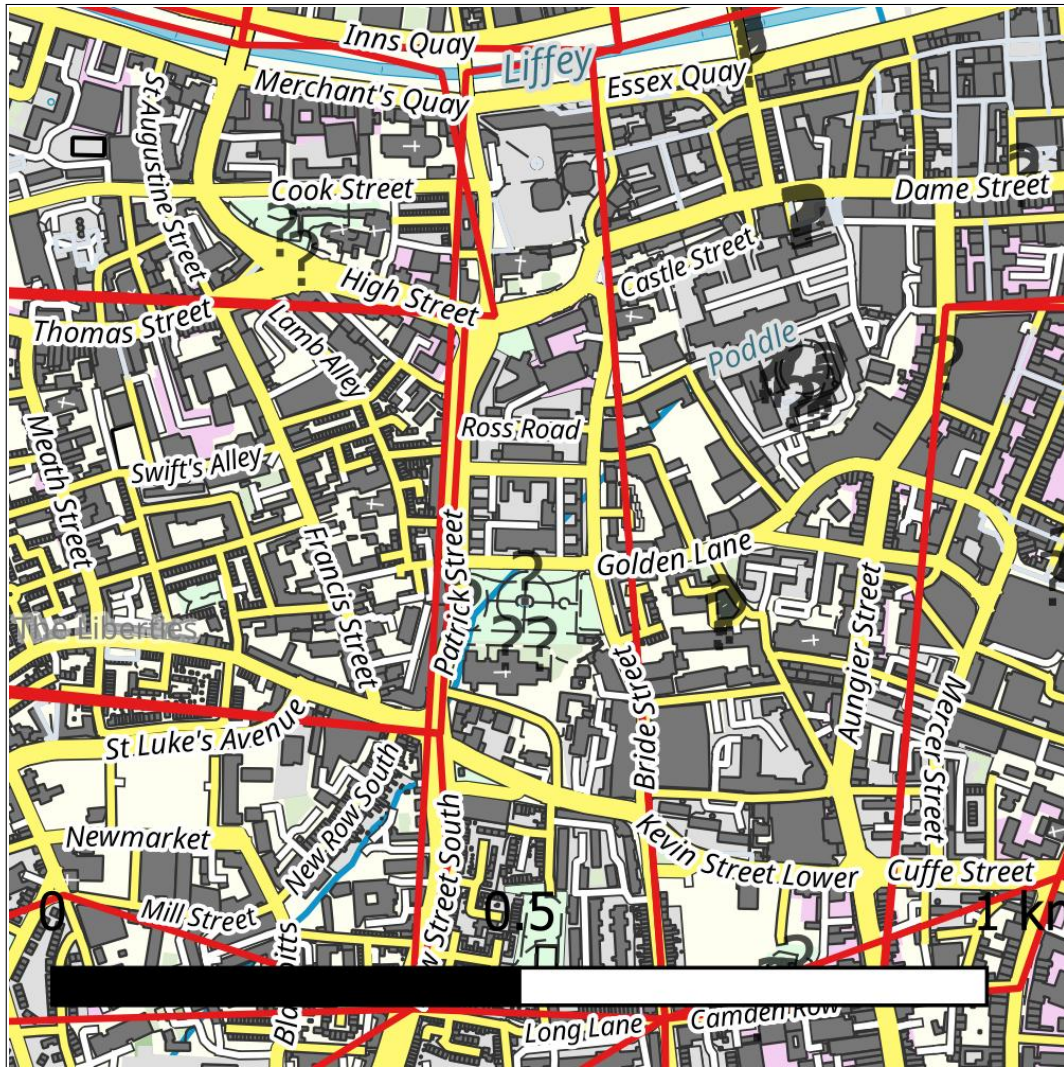 Inns Quay
Liffey
Essex Quay
Merchant's Quay
St Augustine Street
Cook Street
Dame Street
Castle Street
High Street
Thomas Street
Lamb Alley
Poddle
Meath Street
Swift's Alley
Ross Road
Francis Street
Patrick Street
Golden Lane
The Liberties
Aungier Street
Bride Street
Mercer Street
St Luke's Avenue
New Row South
Newmarket
Kevin Street Lower
Cuffe Street
Mill Street
Street South
0
0.5
1 km
Long Lane
Camden Row
? ? ? ? ? ? ? ? ?